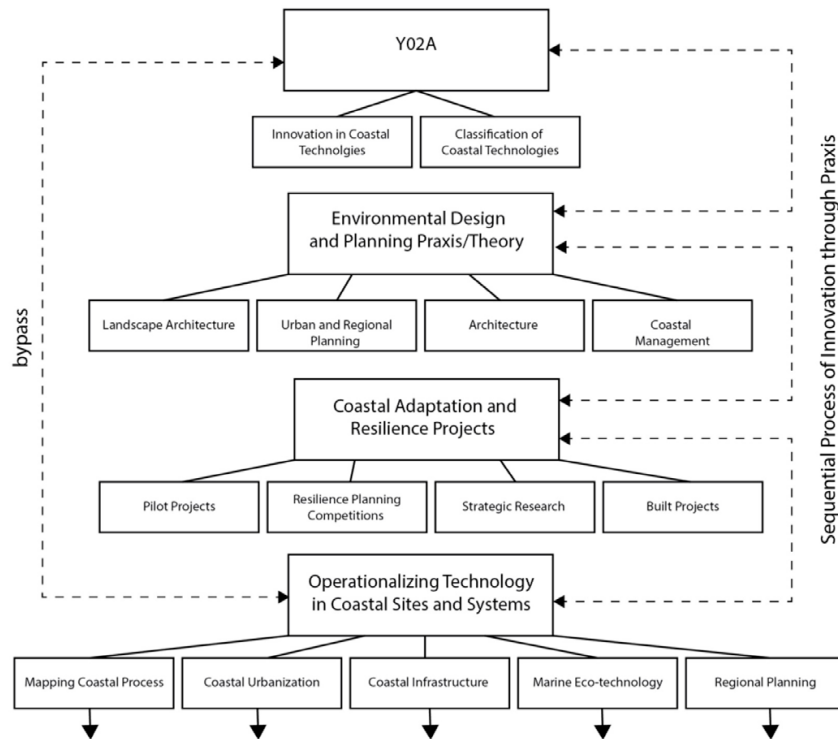 Y02A
Innovation in Coastal
Technolgies
Classification of
Coastal Technologies
Environmental Design
and Planning Praxis/Theory
Landscape Architecture
Urban and Regional
Planning
Architecture
Coastal
Management
Coastal Adaptation and
Resilience Projects
Pilot Projects
Resilience Planning
Competitions
Strategic Research
Built Projects
Operationalizing Technology
in Coastal Sites and Systems
Mapping Coastal Process
Coastal Urbanization
Coastal Infrastructure
Marine Eco-technology
Regional Planning
bypass
Sequential Process of Innovation through Praxis